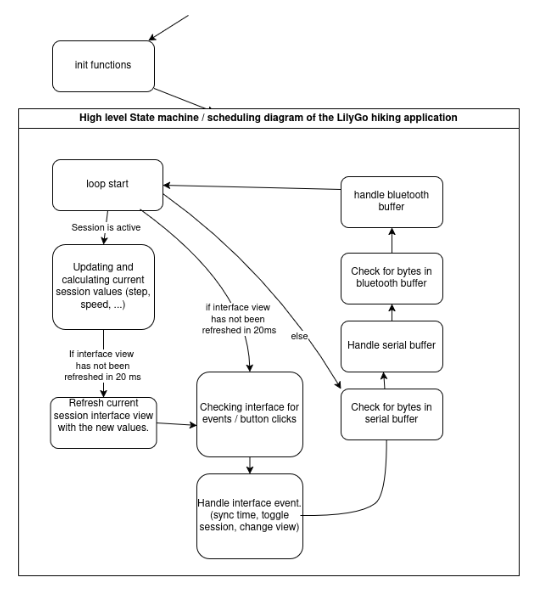 init functions
High level State machine / scheduling diagram of the LilyGo hiking application
loop start
handle bluetooth
buffer
Session is active
Updating and
calculating current
session values (step,
speed, ...)
Check for bytes in
bluetooth buffer
if interface view
has not been
refreshed in 20ms
else
Handle serial buffer
If interface view
has not been
refreshed in 20 ms
Refresh current
session interface view
with the new values.
Checking interface for
events / button clicks
Check for bytes in
serial buffer
Handle interface event.
(sync time, toggle
session, change view)